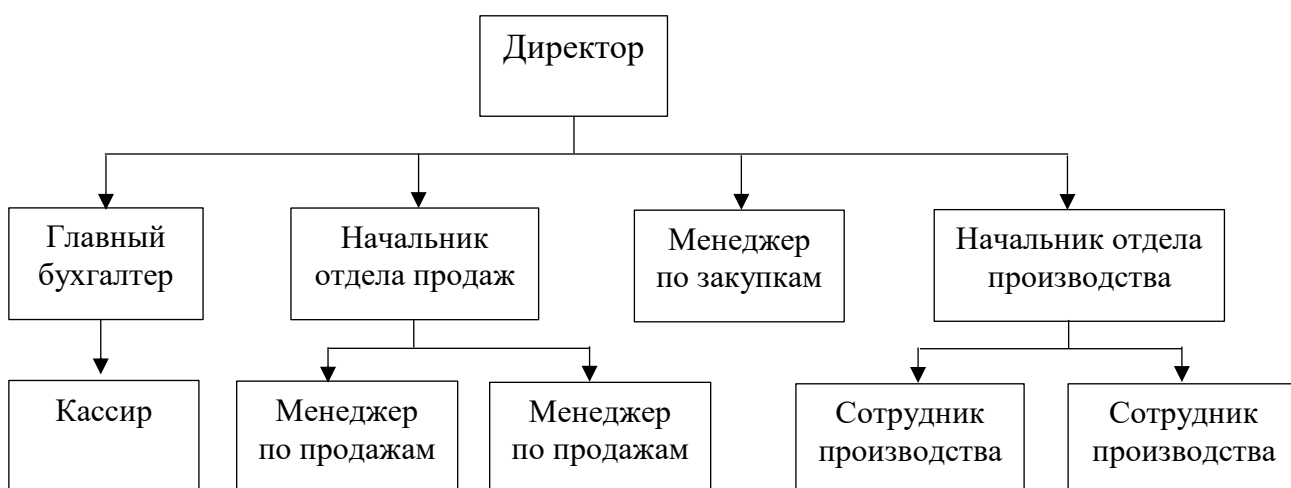 Директор
Главный
бухгалтер
Начальник
отдела продаж
Менеджер
по закупкам
Начальник отдела
производства
Кассир
Менеджер
по продажам
Менеджер
по продажам
Сотрудник
производства
Сотрудник
производства